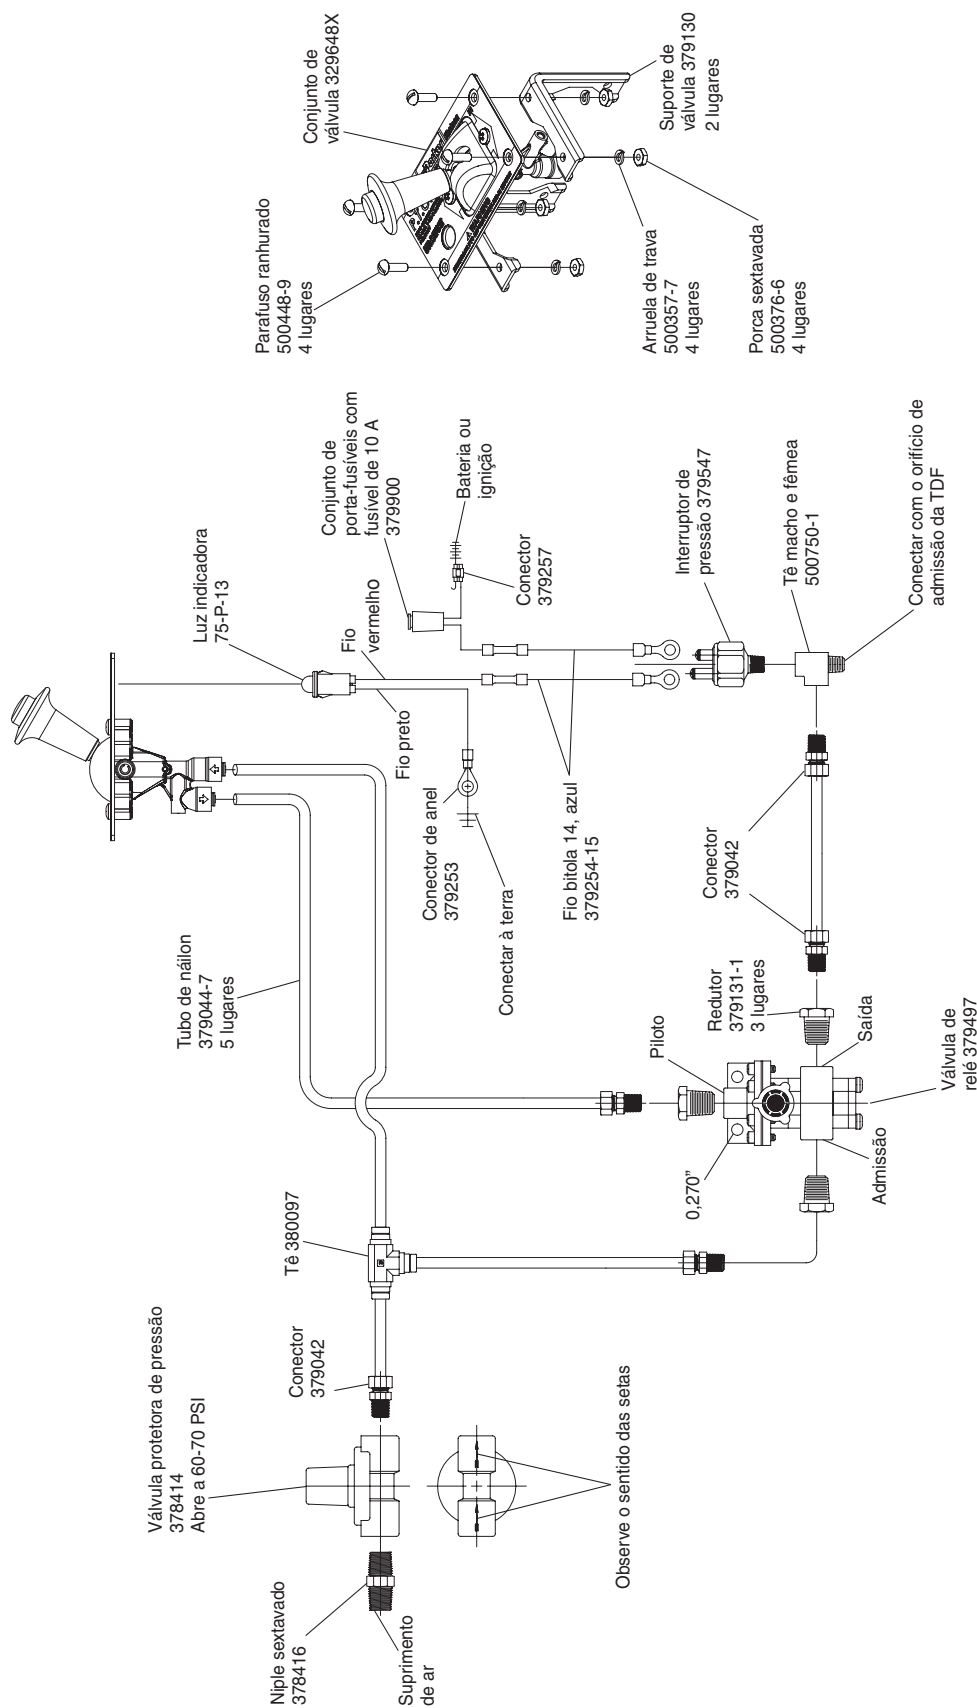 Parafuso ranhurado
500448-9
4 lugares
Conjunto de
válvula 329648X
Suporte de
válvula 379130
2 lugares
Arruela de trava
500357-7
4 lugares
Porca sextavada
500376-6
4 lugares
Luz indicadora
75-P-13
Fio
vermelho
Fio preto
Conjunto de
porta-fusíveis com
fusível de 10 A
379900
Bateria ou
ignição
Conector
379257
Interruptor de
pressão 379547
Tê macho e fêmea
500750-1
Conectar com o orifício de
admissão da TDF
Conector de anel
379253
Conectar à terra
Fio bitola 14, azul
379254-15
Conector
379042
Tubo de náilon
379044-7
5 lugares
Piloto
Redutor
379131-1
3 lugares
Saída
Válvula de
relé 379497
Admissão
0,270"
Tê 380097
Conector
379042
Válvula protetora de pressão
378414
Abre a 60-70 PSI
Observe o sentido das setas
Niple sextavado
378416
Suprimento
de ar